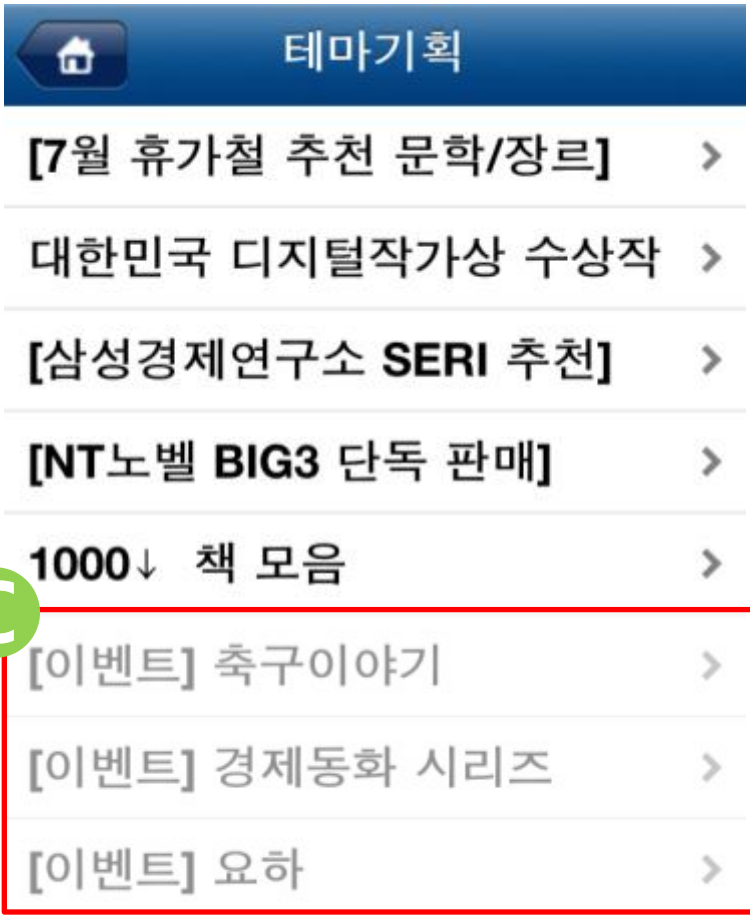 테마기획
[7월 휴가철 추천 문학/장르]
대한민국 디지털작가상 수상작
[삼성경제연구소 SERI 추천]
[NT노벨 BIG3 단독 판매]
1000↓ 책 모음
C
[이벤트] 축구이야기
[이벤트] 경제동화 시리즈
[이벤트] 요하